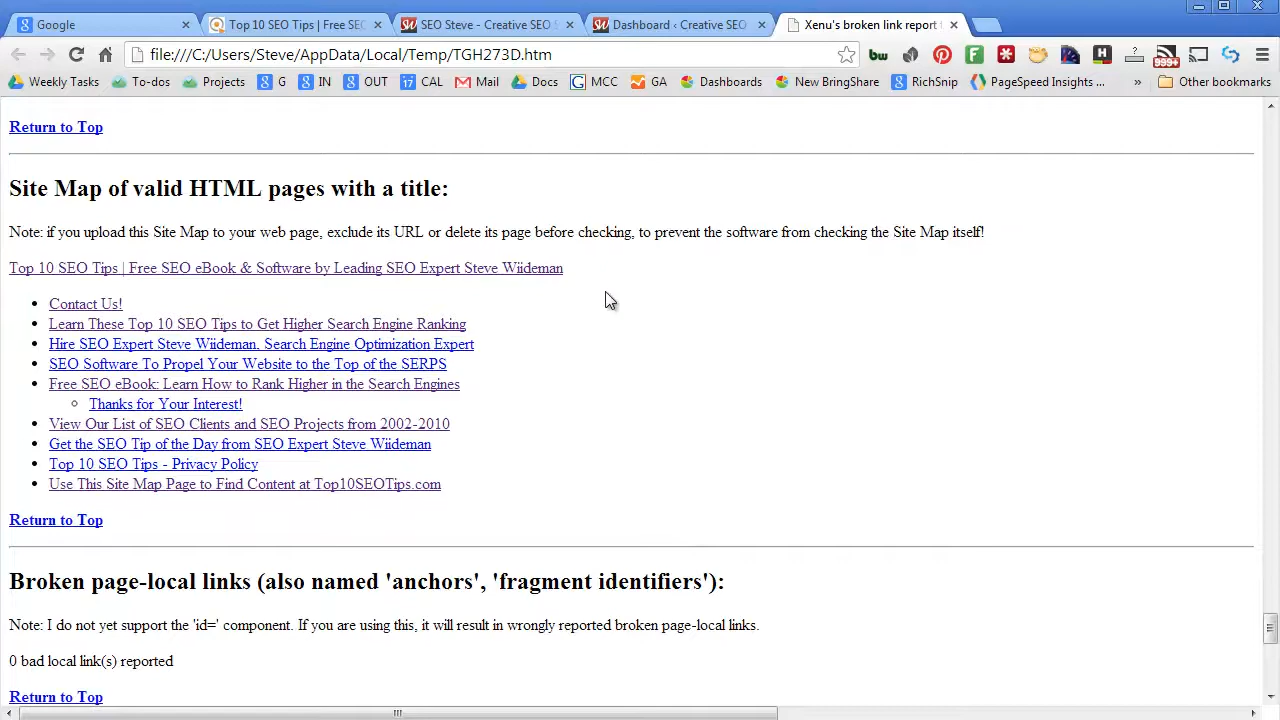 Google
Top 10 SEO Tips | Free SEO
SEO Steve - Creative SEO
Dashboard ‹ Creative SEO
Xenu's broken link report
file:///C:/Users/Steve/AppData/Local/Temp/TGH273D.htm
bw
H
?
999+
Weekly Tasks
To-dos
Projects
G
IN
OUT
17 CAL
Mail
Docs
MCC
GA
Dashboards
New BringShare
RichSnip
PageSpeed Insights ...
»
Other bookmarks
Return to Top
Site Map of valid HTML pages with a title:
Note: if you upload this Site Map to your web page, exclude its URL or delete its page before checking, to prevent the software from checking the Site Map itself!
Top 10 SEO Tips | Free SEO eBook & Software by Leading SEO Expert Steve Wiideman
Contact Us!
Learn These Top 10 SEO Tips to Get Higher Search Engine Ranking
Hire SEO Expert Steve Wiideman, Search Engine Optimization Expert
SEO Software To Propel Your Website to the Top of the SERPS
Free SEO eBook: Learn How to Rank Higher in the Search Engines
Thanks for Your Interest!
View Our List of SEO Clients and SEO Projects from 2002-2010
Get the SEO Tip of the Day from SEO Expert Steve Wiideman
Top 10 SEO Tips - Privacy Policy
Use This Site Map Page to Find Content at Top10SEOTips.com
Return to Top
Broken page-local links (also named 'anchors', 'fragment identifiers'):
Note: I do not yet support the 'id=' component. If you are using this, it will result in wrongly reported broken page-local links.
0 bad local link(s) reported
Return to Top